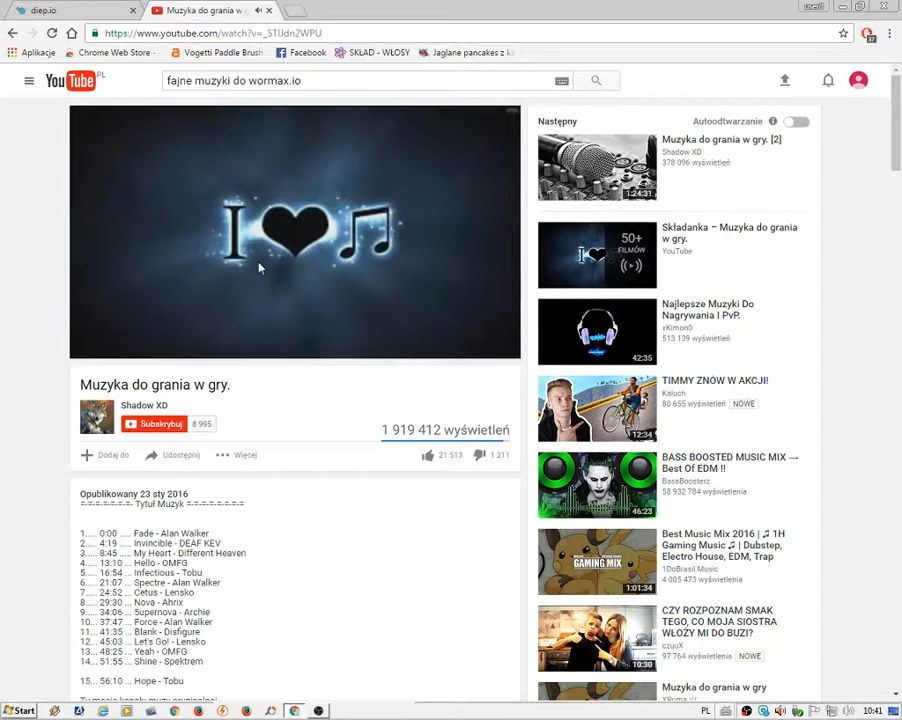 diep.io
Muzyka do grania w g
user0
https://www.youtube.com/watch?v=_5TIJdn2WPU
37
Aplikacje
Chrome Web Store -
Vogetti Paddle Brush
Facebook
SKŁAD - WŁOSY
Jaglane pancakes z ka
YouTube PL
fajne muzyki do wormax.io
I
Następny
Autoodtwarzanie
Muzyka do grania w gry. [2]
Shadow XD
378 096 wyświetleń
1:24:31
Składanka – Muzyka do grania
w gry.
YouTube
50+
FILMÓW
Najlepsze Muzyki Do
Nagrywania I PvP.
xKimon0
513 139 wyświetleń
42:35
Muzyka do grania w gry.
Shadow XD
Subskrybuj
8 995
1 919 412 wyświetleń
Dodaj do
Udostępnij
Więcej
21 513
1 211
TIMMY ZNÓW W AKCJI!
Kaluch
80 655 wyświetleń
NOWE
12:34
BASS BOOSTED MUSIC MIX →
Best Of EDM !!
BassBoosterz
58 932 784 wyświetleń
46:23
Opublikowany 23 sty 2016
=-=-=-=-=-=-=- Tytuł Muzyk =-=-=-=-=-=-=-=
1..... 0:00 ..... Fade - Alan Walker
2..... 4:19 .... Invincible - DEAF KEV
3..... 8:45 .... My Heart - Different Heaven
4..... 13:10 ... Hello - OMFG
5..... 16:54 ... Infectious - Tobu
6..... 21:07 ... Spectre - Alan Walker
7..... 24:52 ... Cetus - Lensko
8..... 29:30 ... Nova - Ahrix
9..... 34:06 ... 5upernova - Archie
10... 37:47 ... Force - Alan Walker
11... 41:35 ... Blank - Disfigure
12... 45:03 ... Let's Go! - Lensko
13... 48:25 ... Yeah - OMFG
14... 51:55 ... Shine - Spektrem
15... 56:10 ... Hope - Tobu
Best Music Mix 2016 | ♫ 1H
Gaming Music ♫ | Dubstep,
Electro House, EDM, Trap
1DoBrasil Music
4 005 473 wyświetlenia
GAMING MIX
1:01:34
CZY ROZPOZNAM SMAK
TEGO, CO MOJA SIOSTRA
WŁOŻY MI DO BUZI?
czuuX
97 764 wyświetlenia
NOWE
10:30
Muzyka do grania w gry
Start
PL
10:41